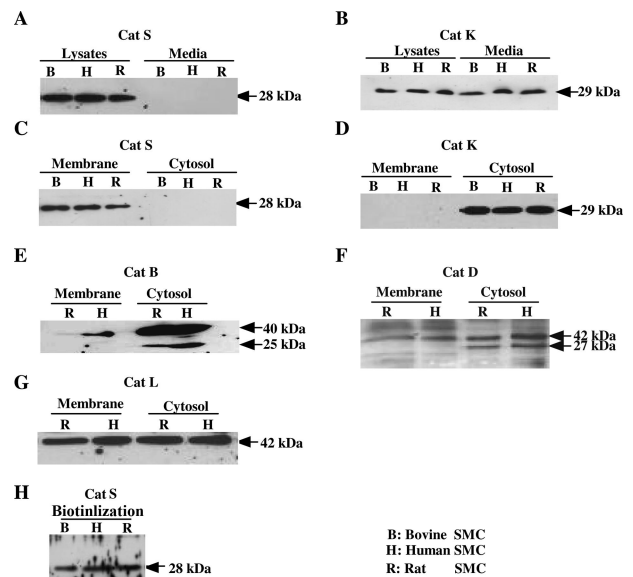 A
Cat S
Lysates Media
B H R B H R
28 kDa
B
Cat K
Lysates Media
B H R B H R
29 kDa
C
Cat S
Membrane Cytosol
B H R B H R
28 kDa
D
Cat K
Membrane Cytosol
B H R B H R
29 kDa
E
Cat B
Membrane Cytosol
R H R H
40 kDa
25 kDa
F
Cat D
Membrane Cytosol
R H R H
42 kDa
27 kDa
G
Cat L
Membrane Cytosol
R H R H
42 kDa
H
Cat S
Biotinlization
B H R
28 kDa
B: Bovine SMC
H: Human SMC
R: Rat SMC